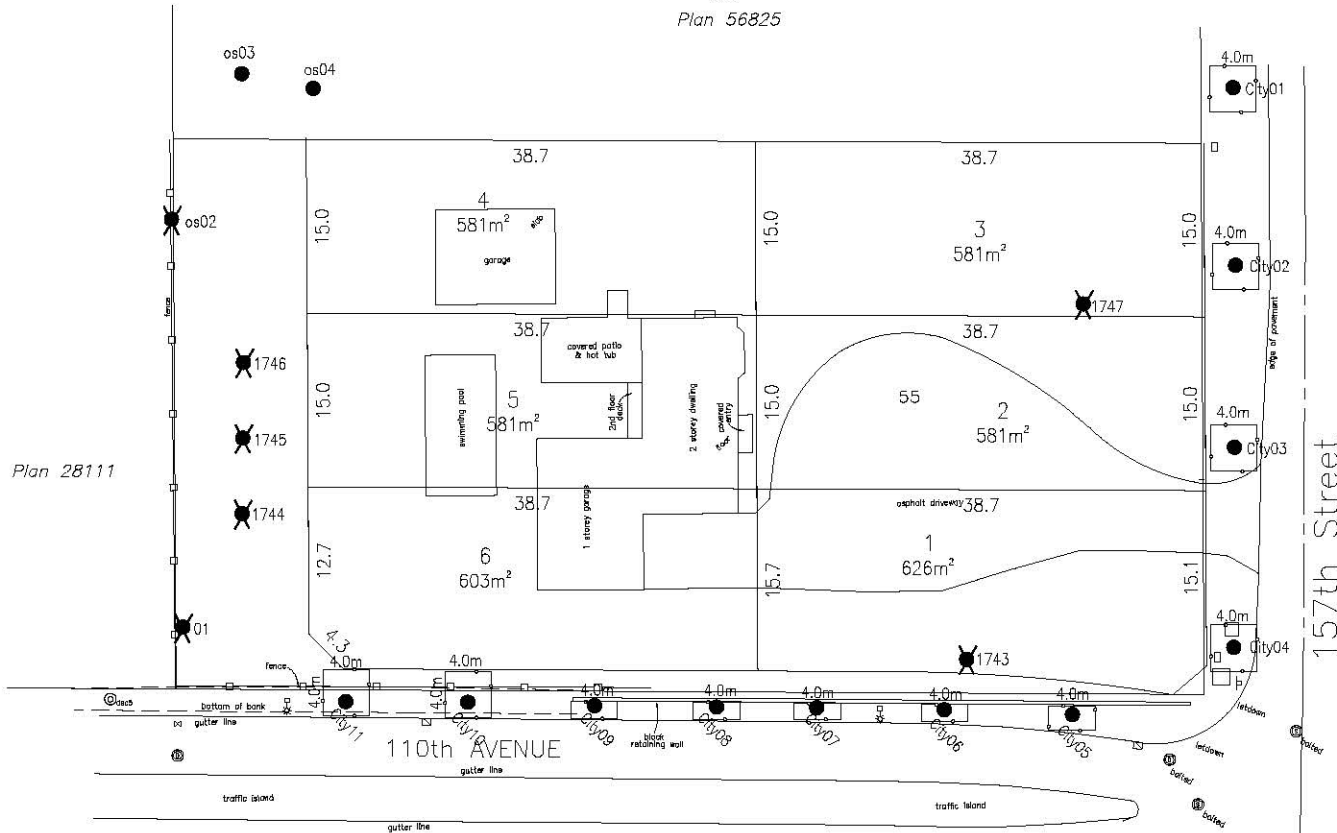 Plan 56825
os03
os04
4.0m
City01
38.7
38.7
4
581m²
15.0
garage
15.0
3
581m²
15.0
os02
4.0m
City02
1747
fence
38.7
38.7
edge of pavement
covered patio
& hot tub
1746
15.0
swimming pool
5
581m²
2nd floor
deck
2 storey dwelling
covered
entry
15.0
55
2
581m²
15.0
4.0m
City03
1745
Plan 28111
1744
38.7
asphalt driveway
38.7
157th Street
12.7
6
603m²
1 storey garage
15.7
1
626m²
15.1
01
4.3
4.0m
City04
1743
fence
4.0m
4.0m
4.0m
4.0m
4.0m
4.0m
4.0m
4.0m
4.0m
bottom of bank
gutter line
City11
City10
City09
City08
City07
City06
City05
block
retaining wall
letdown
letdown
bolted
bolted
bolted
110th AVENUE
gutter line
traffic island
traffic island
gutter line